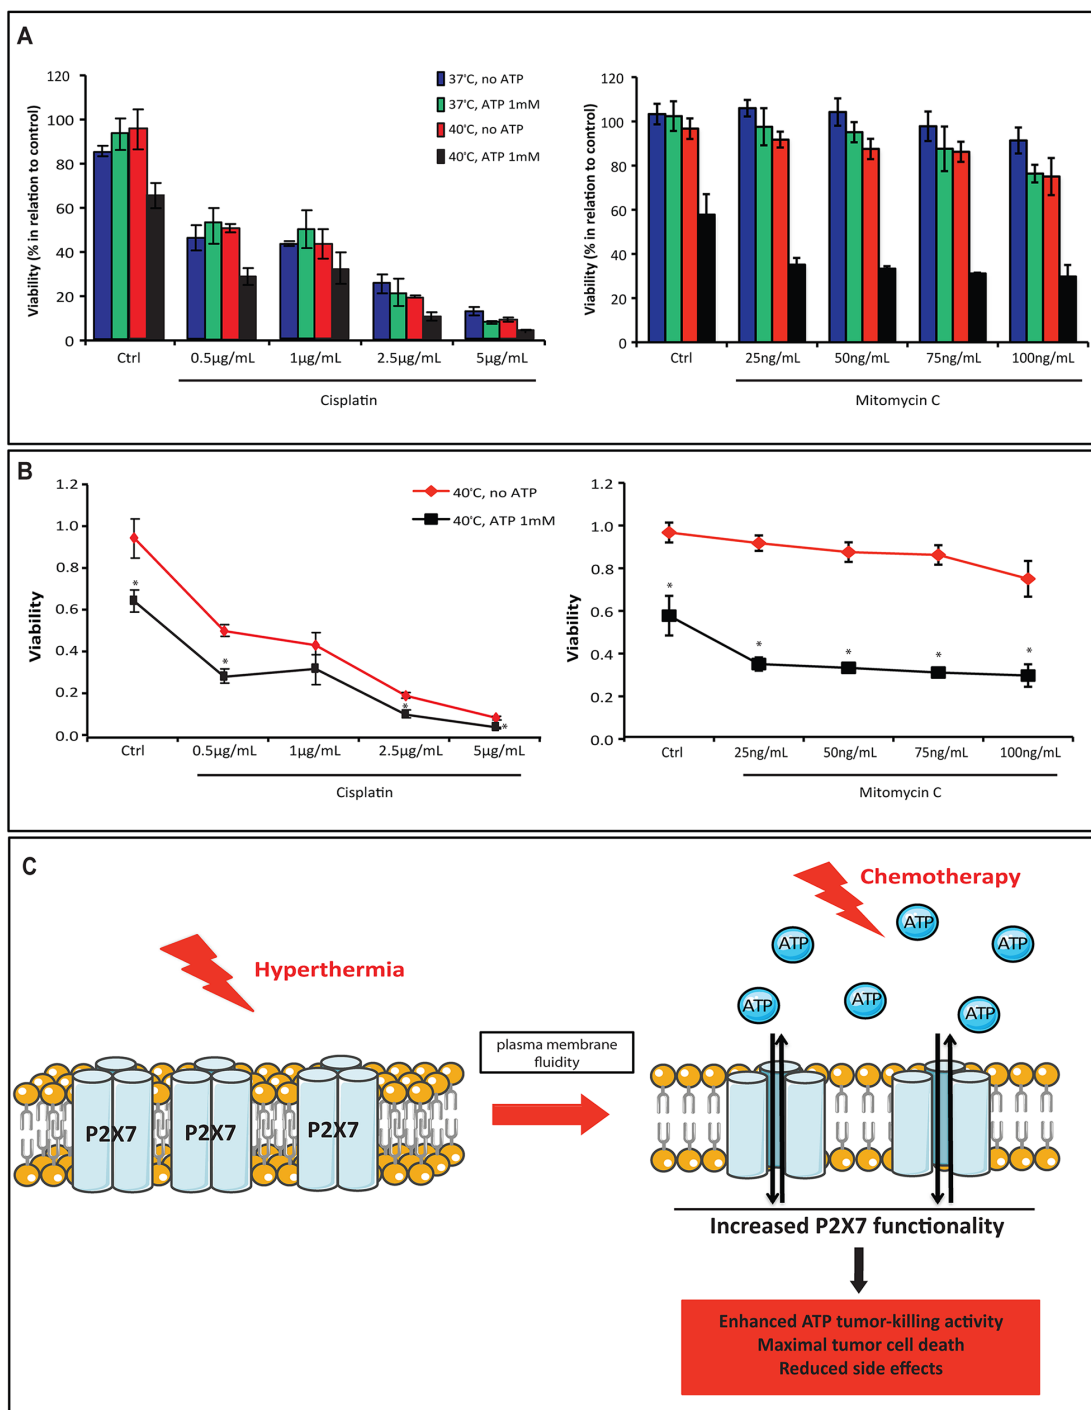 A
Viability (% in relation to control)
120
100
80
60
40
20
0
37°C, no ATP
37°C, ATP 1mM
40°C, no ATP
40°C, ATP 1mM
Ctrl
0.5µg/mL
1µg/mL
2.5µg/mL
5µg/mL
Cisplatin
Viability (% in relation to control)
120
100
80
60
40
20
0
Ctrl
25ng/mL
50ng/mL
75ng/mL
100ng/mL
Mitomycin C
B
Viability
1.2
1.0
0.8
0.6
0.4
0.2
0.0
40°C, no ATP
40°C, ATP 1mM
*
*
*
*
Ctrl
0.5µg/mL
1µg/mL
2.5µg/mL
5µg/mL
Cisplatin
Viability
1.2
1.0
0.8
0.6
0.4
0.2
0.0
*
*
*
*
*
Ctrl
25ng/mL
50ng/mL
75ng/mL
100ng/mL
Mitomycin C
C
Hyperthermia
P2X7
P2X7
P2X7
plasma membrane
fluidity
Chemotherapy
ATP
ATP
ATP
ATP
ATP
ATP
Increased P2X7 functionality
Enhanced ATP tumor-killing activity
Maximal tumor cell death
Reduced side effects